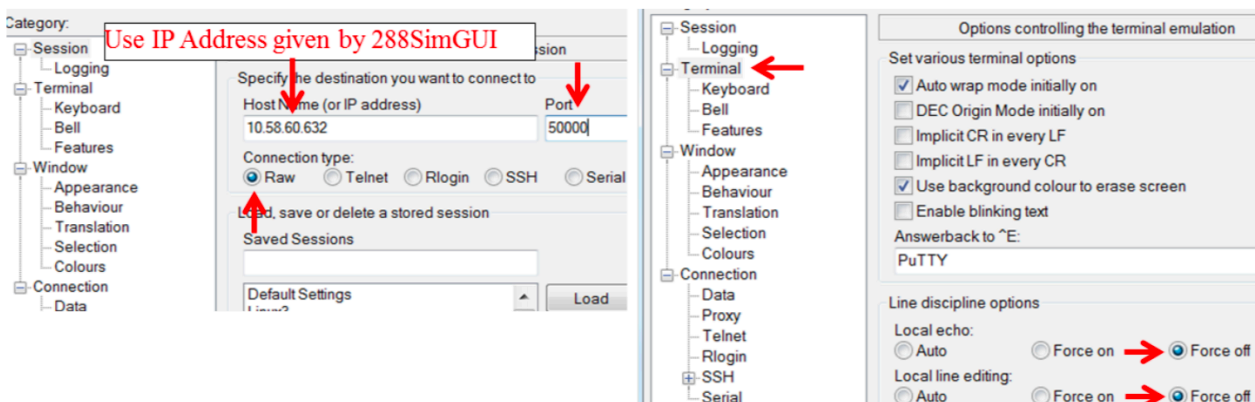 Category:
Use IP Address given by 288SimGUI
Session
Logging
Terminal
Keyboard
Bell
Features
Window
Appearance
Behaviour
Translation
Selection
Colours
Connection
Data
ssion
Specify the destination you want to connect to
Host Name (or IP address) Port
10.58.60.632 50000
Connection type:
Raw Telnet Rlogin SSH Serial
Load, save or delete a stored session
Saved Sessions
Default Settings
Load
Session
Logging
Terminal
Keyboard
Bell
Features
Window
Appearance
Behaviour
Translation
Selection
Colours
Connection
Data
Proxy
Telnet
Rlogin
SSH
Serial
Options controlling the terminal emulation
Set various terminal options
Auto wrap mode initially on
DEC Origin Mode initially on
Implicit CR in every LF
Implicit LF in every CR
Use background colour to erase screen
Enable blinking text
Answerback to ^E:
PuTTY
Line discipline options
Local echo:
Auto Force on Force off
Local line editing:
Auto Force on Force off